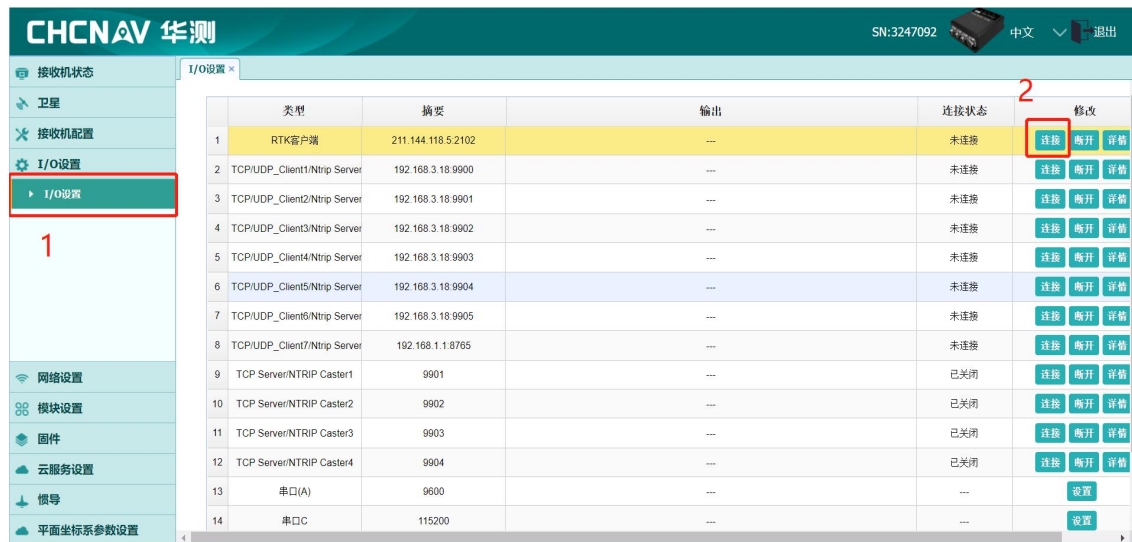 CHCNAV 华测
SN:3247092 中文 退出
接收机状态
卫星
接收机配置
I/O设置
I/O设置
1
网络设置
模块设置
固件
云服务设置
惯导
平面坐标系参数设置
I/O设置 ×
2
类型 摘要 输出 连接状态 修改
1 RTK客户端 211.144.118.5:2102 --- 未连接 连接 断开 详情
2 TCP/UDP_Client1/Ntrip Server 192.168.3.18:9900 --- 未连接 连接 断开 详情
3 TCP/UDP_Client2/Ntrip Server 192.168.3.18:9901 --- 未连接 连接 断开 详情
4 TCP/UDP_Client3/Ntrip Server 192.168.3.18:9902 --- 未连接 连接 断开 详情
5 TCP/UDP_Client4/Ntrip Server 192.168.3.18:9903 --- 未连接 连接 断开 详情
6 TCP/UDP_Client5/Ntrip Server 192.168.3.18:9904 --- 未连接 连接 断开 详情
7 TCP/UDP_Client6/Ntrip Server 192.168.3.18:9905 --- 未连接 连接 断开 详情
8 TCP/UDP_Client7/Ntrip Server 192.168.1.1:8765 --- 未连接 连接 断开 详情
9 TCP Server/NTRIP Caster1 9901 --- 已关闭 连接 断开 详情
10 TCP Server/NTRIP Caster2 9902 --- 已关闭 连接 断开 详情
11 TCP Server/NTRIP Caster3 9903 --- 已关闭 连接 断开 详情
12 TCP Server/NTRIP Caster4 9904 --- 已关闭 连接 断开 详情
13 串口(A) 9600 --- --- 设置
14 串口C 115200 --- --- 设置